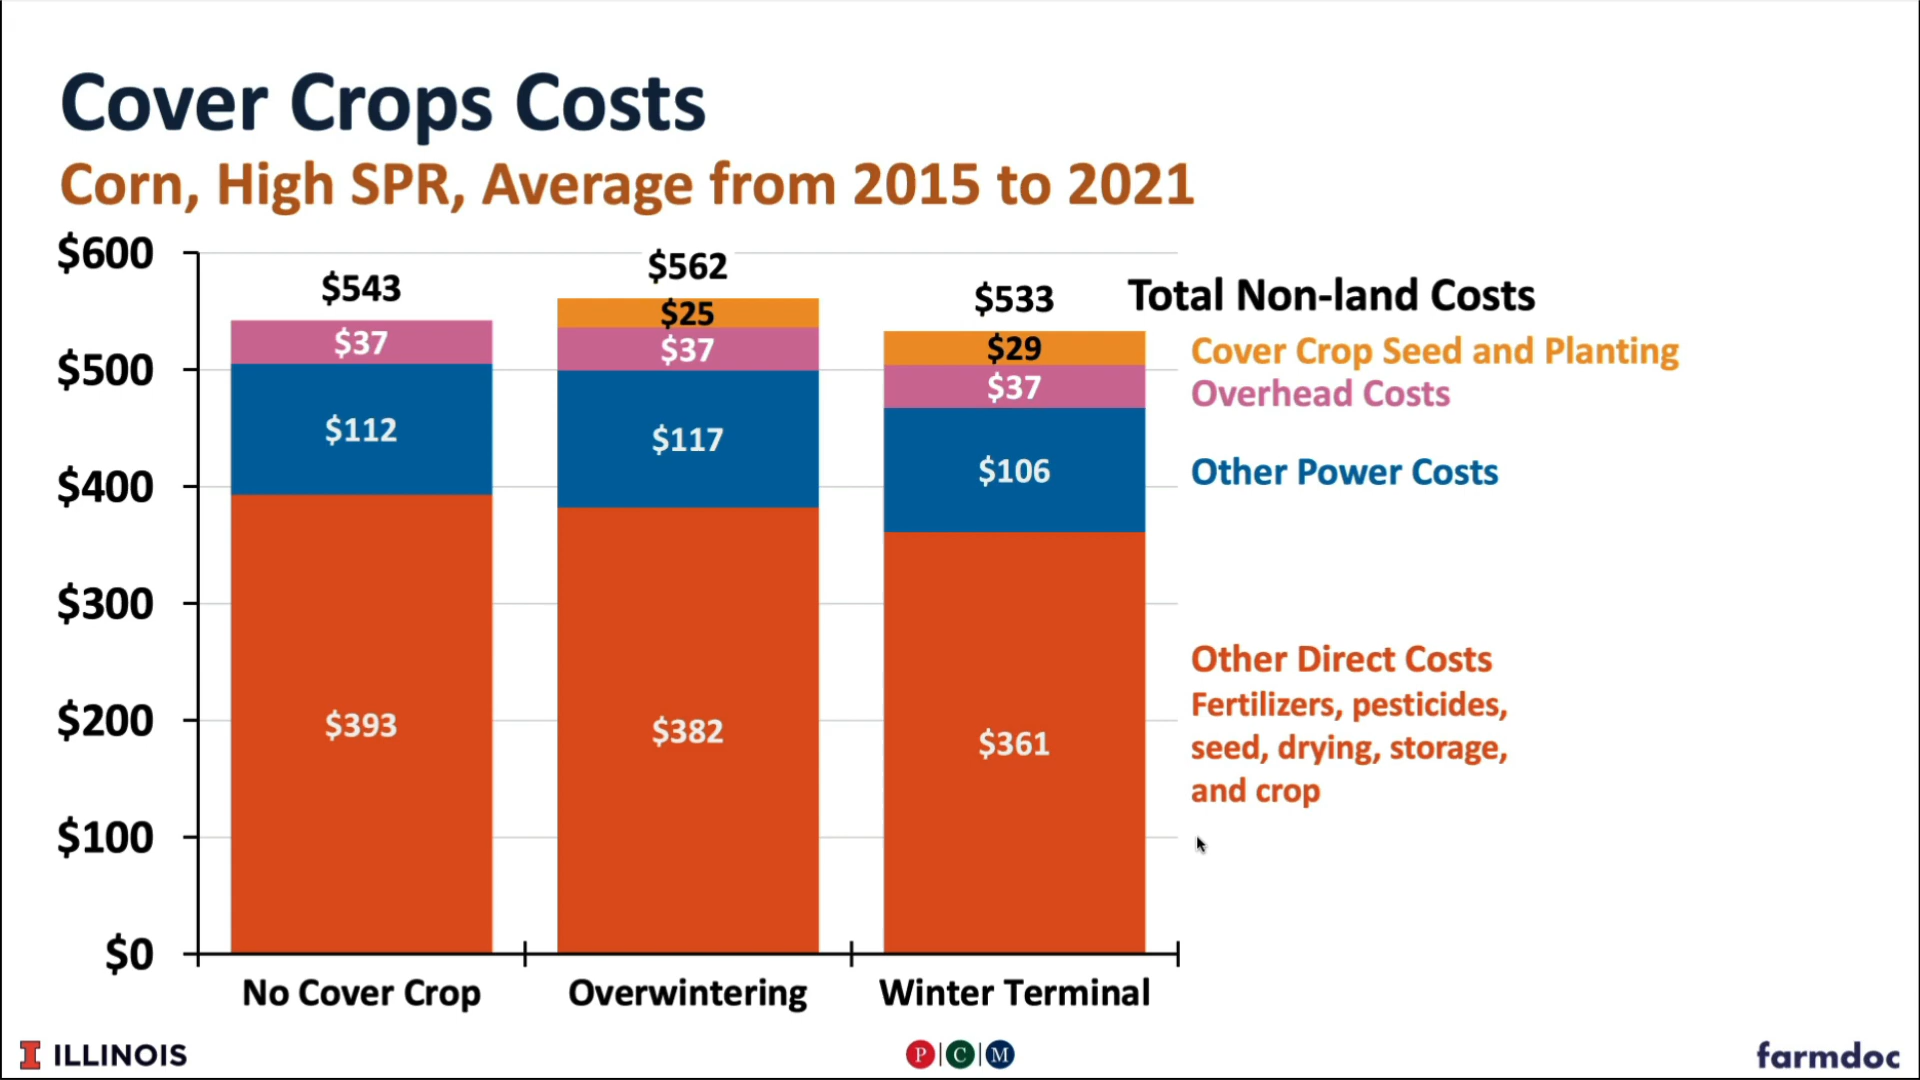 Cover Crops Costs
Corn, High SPR, Average from 2015 to 2021
$600
$500
$400
$300
$200
$100
$0
$543
$37
$112
$393
$562
$25
$37
$117
$382
$533
$29
$37
$106
$361
Total Non-land Costs
Cover Crop Seed and Planting
Overhead Costs
Other Power Costs
Other Direct Costs
Fertilizers, pesticides,
seed, drying, storage,
and crop
No Cover Crop
Overwintering
Winter Terminal
I ILLINOIS
P|C|M
farmdoc